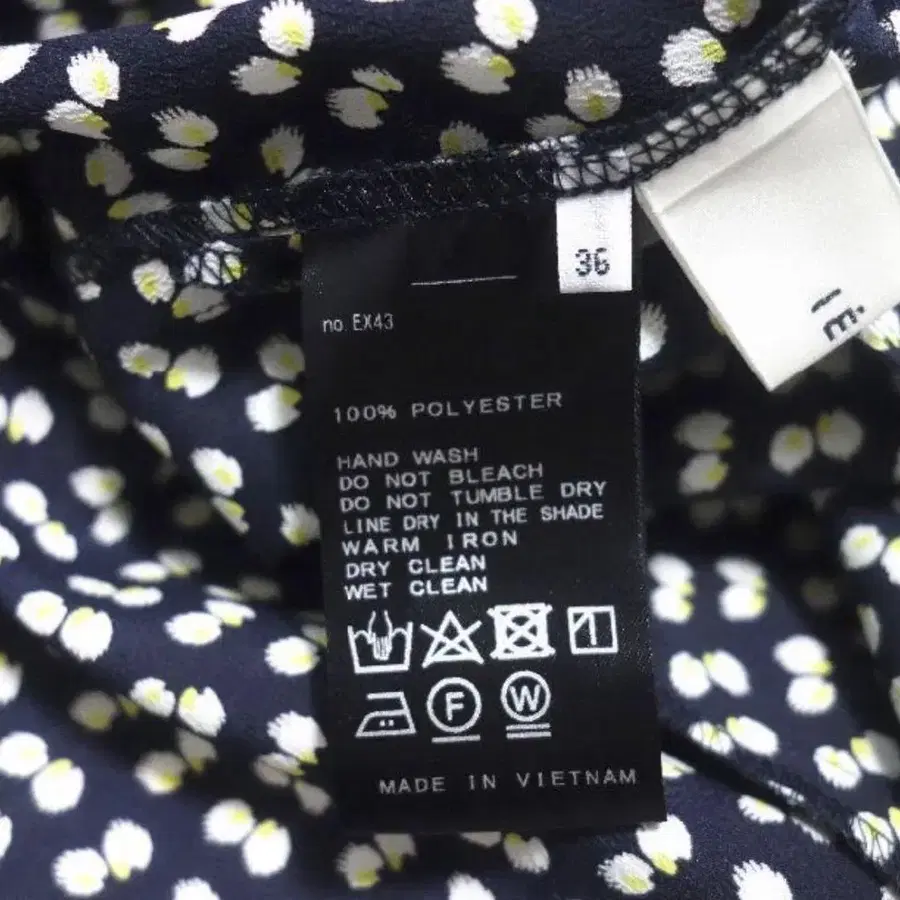 36
no. EX43
100% POLYESTER
HAND WASH
DO NOT BLEACH
DO NOT TUMBLE DRY
LINE DRY IN THE SHADE
WARM IRON
DRY CLEAN
WET CLEAN
F
W
MADE IN VIETNAM